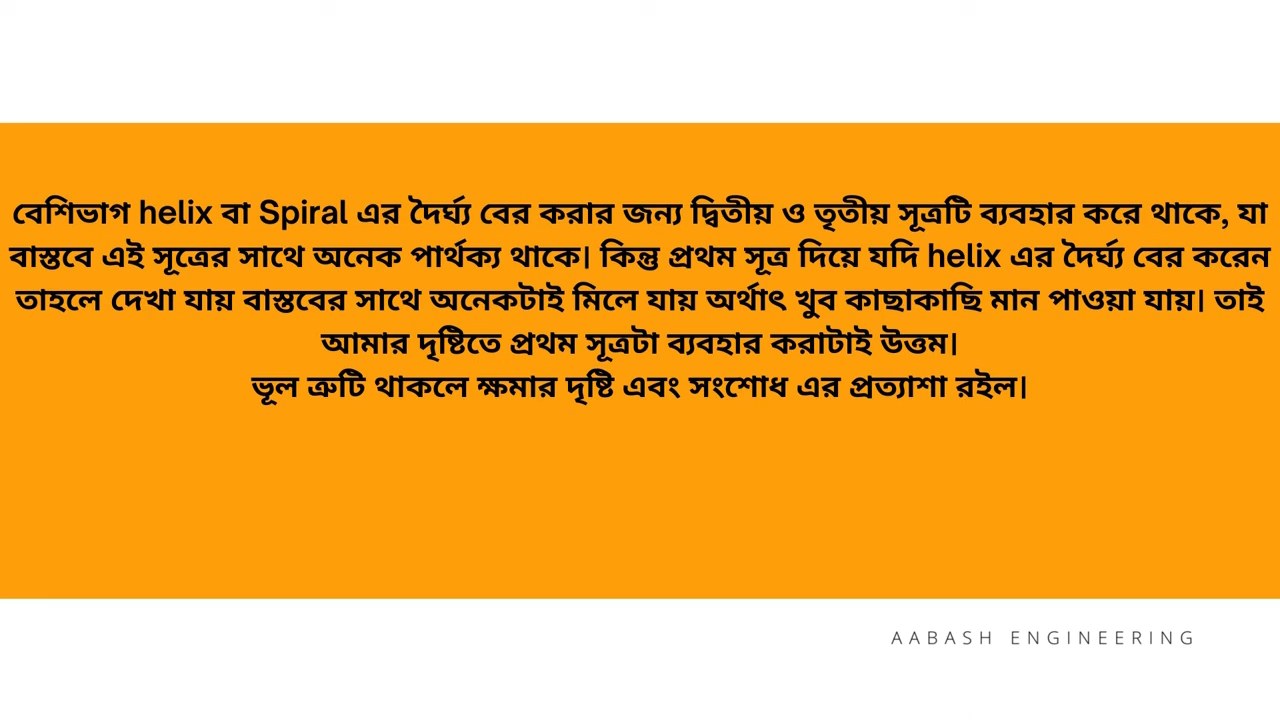 বেশিভাগ helix বা Spiral এর দৈর্ঘ্য বের করার জন্য দ্বিতীয় ও তৃতীয় সূত্রটি ব্যবহার করে থাকে, যা
বাস্তবে এই সূত্রের সাথে অনেক পার্থক্য থাকে। কিন্তু প্রথম সূত্র দিয়ে যদি helix এর দৈর্ঘ্য বের করেন
তাহলে দেখা যায় বাস্তবের সাথে অনেকটাই মিলে যায় অর্থাৎ খুব কাছাকাছি মান পাওয়া যায়। তাই
আমার দৃষ্টিতে প্রথম সূত্রটা ব্যবহার করাটাই উত্তম।
ভূল ত্রুটি থাকলে ক্ষমার দৃষ্টি এবং সংশোধ এর প্রত্যাশা রইল।
AABASH ENGINEERING